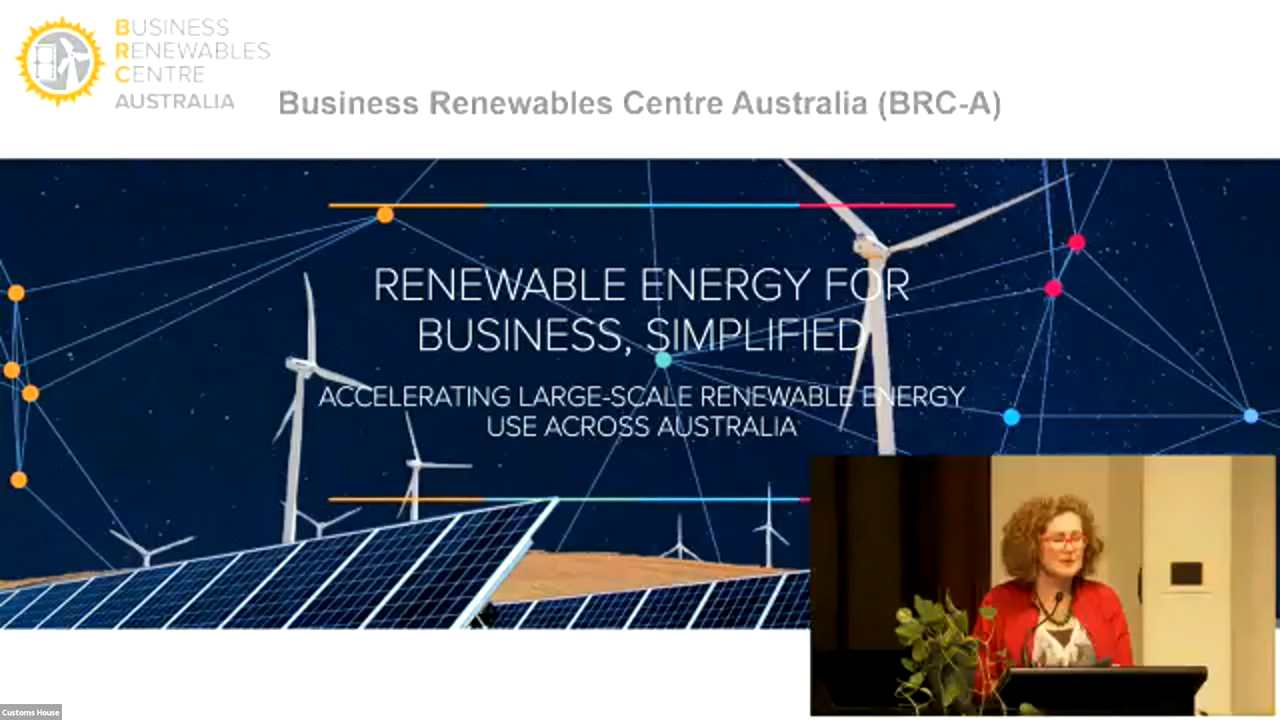 BUSINESS
RENEWABLES
CENTRE
AUSTRALIA
Business Renewables Centre Australia (BRC-A)
RENEWABLE ENERGY FOR
BUSINESS, SIMPLIFIED
ACCELERATING LARGE-SCALE RENEWABLE ENERGY
USE ACROSS AUSTRALIA
Customs House